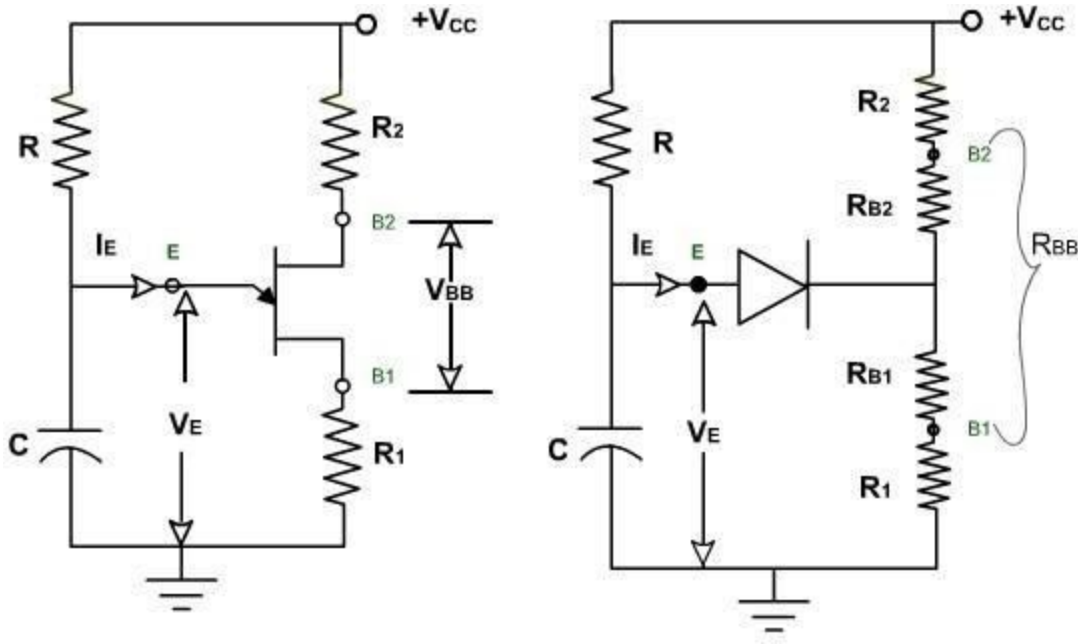 +VCC
R
R2
B2
IE
E
VBB
B1
VE
C
R1
+VCC
R2
B2
R
RB2
IE
E
RBB
RB1
B1
VE
C
R1